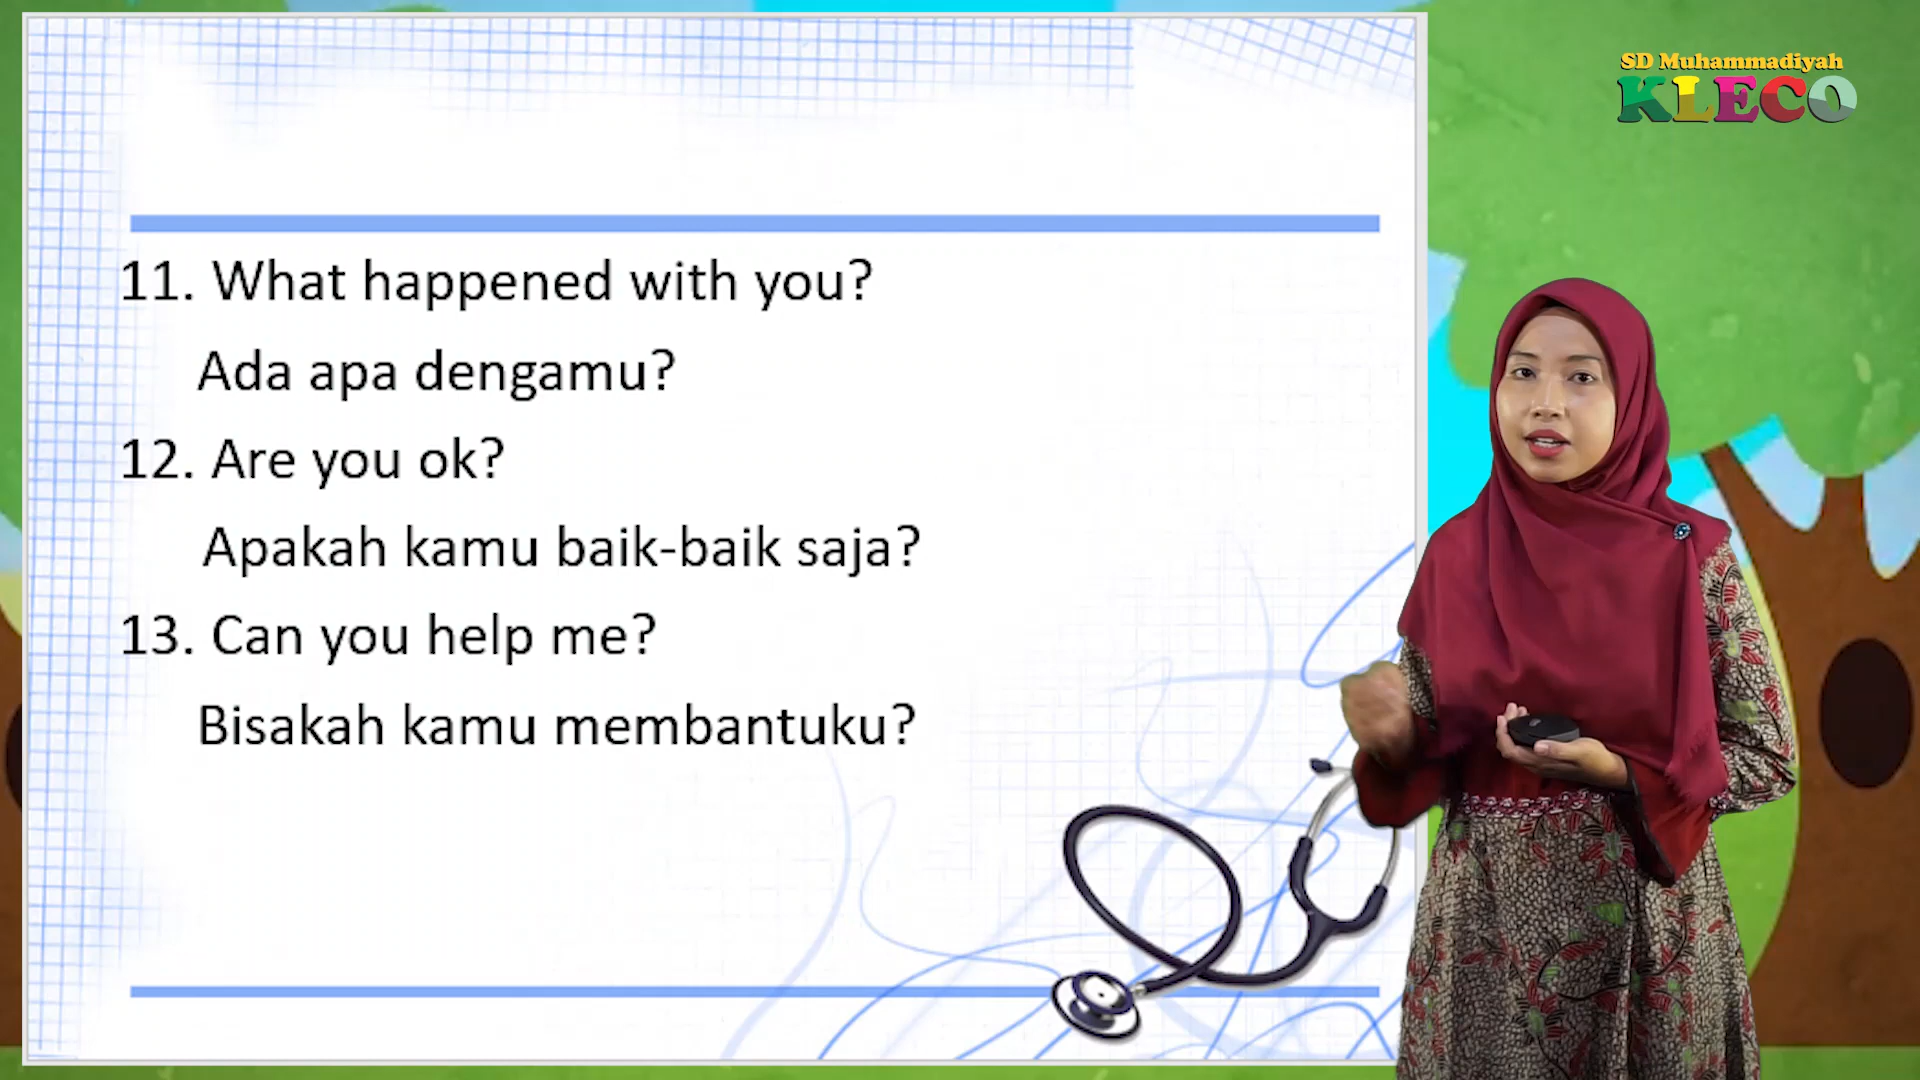 SD Muhammadiyah
KLECO
11. What happened with you?
Ada apa dengamu?
12. Are you ok?
Apakah kamu baik-baik saja?
13. Can you help me?
Bisakah kamu membantuku?